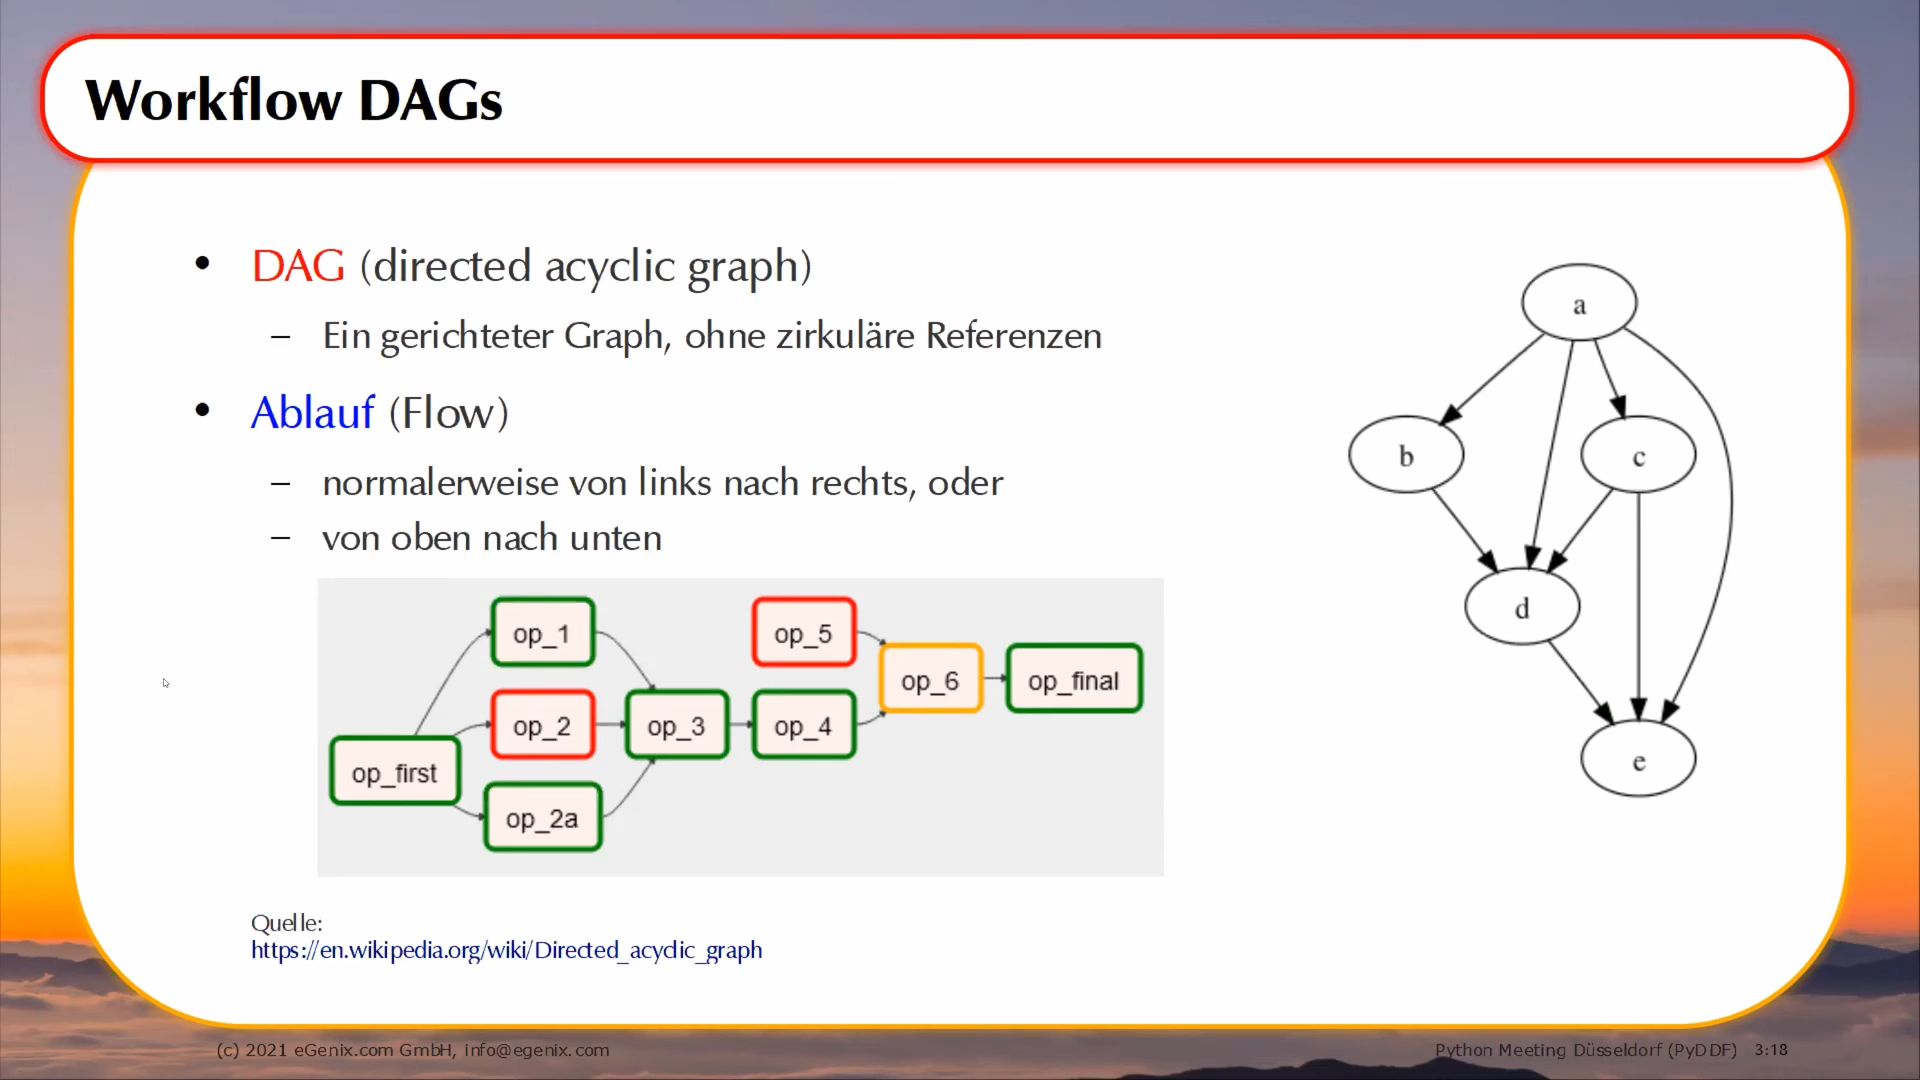 Workflow DAGs
• DAG (directed acyclic graph)
– Ein gerichteter Graph, ohne zirkuläre Referenzen
• Ablauf (Flow)
– normalerweise von links nach rechts, oder
– von oben nach unten
op_1
op_5
op_6
op_final
op_2
op_3
op_4
op_first
op_2a
a
b
c
d
e
Quelle:
https://en.wikipedia.org/wiki/Directed_acyclic_graph
(c) 2021 eGenix.com GmbH, info@egenix.com
Python Meeting Düsseldorf (PyDDF) 3:18